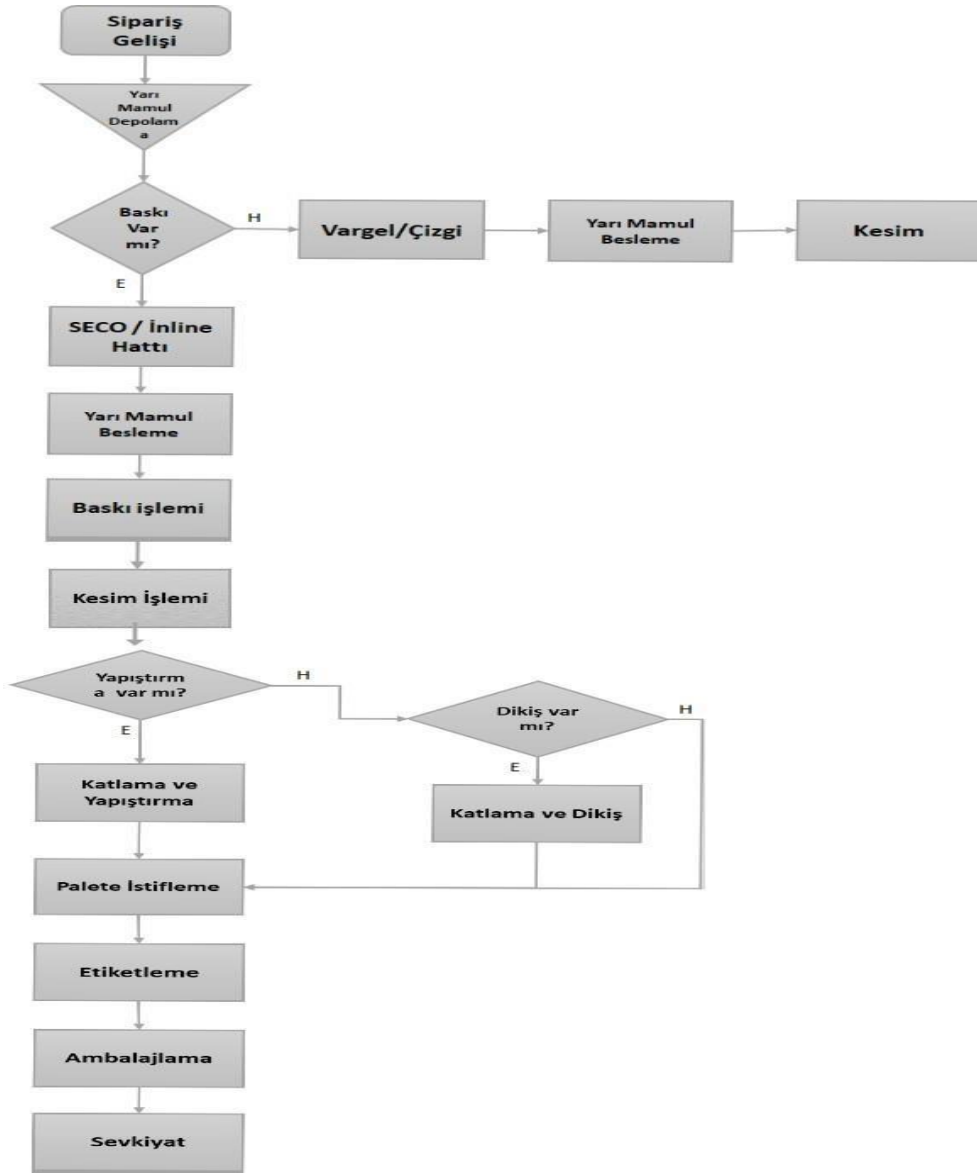 Sipariş
Gelişi
Yarı
Mamul
Depolam
a
Baskı
Var
mı?
H
Vargel/Çizgi
Yarı Mamul
Besleme
Kesim
E
SECO / İnline
Hattı
Yarı Mamul
Besleme
Baskı işlemi
Kesim İşlemi
Yapıştırm
a var mı?
H
Dikiş var
mı?
H
E
E
Katlama ve
Yapıştırma
Katlama ve Dikiş
Palete İstifleme
Etiketleme
Ambalajlama
Sevkiyat